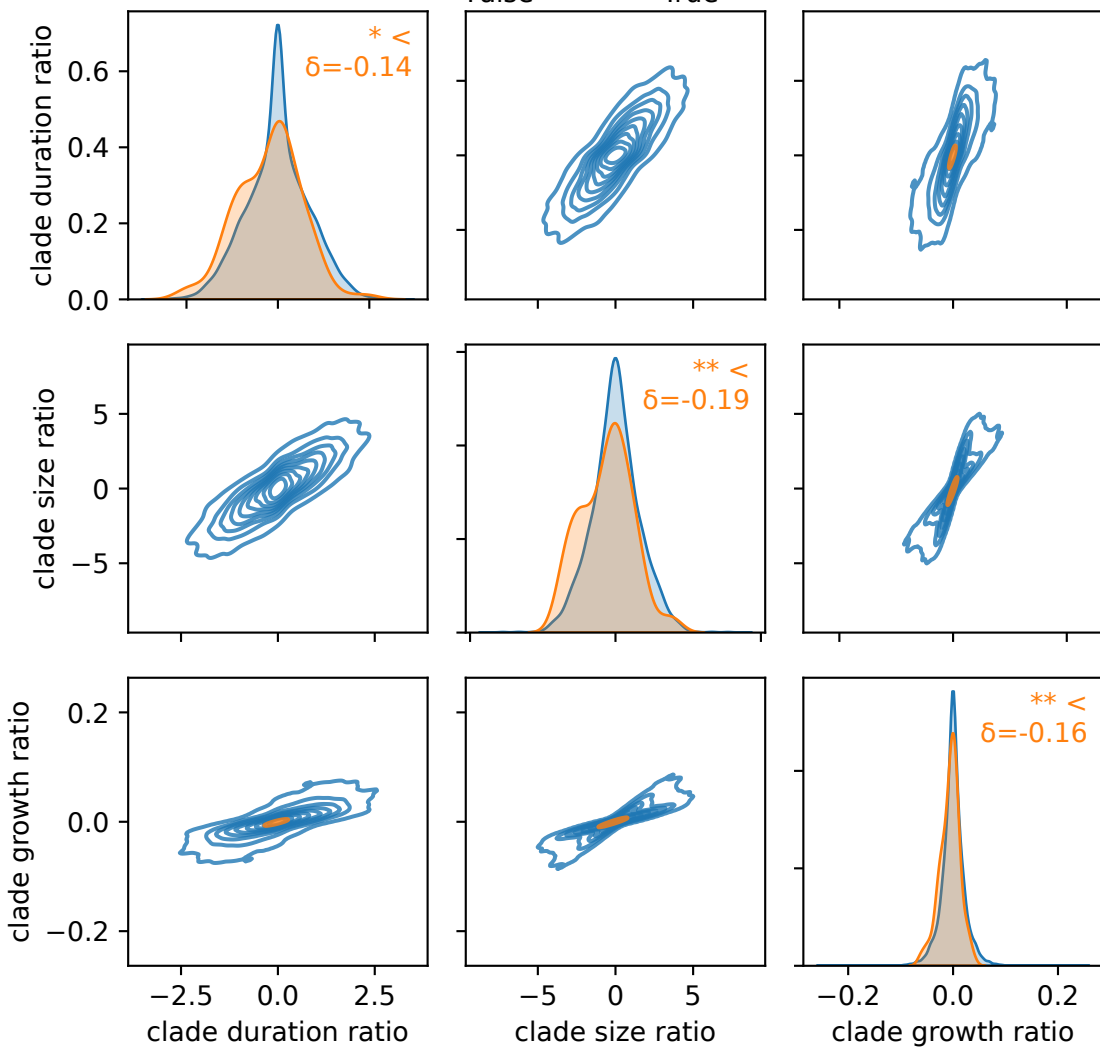 clade duration ratio
0.6
0.4
0.2
0.0
* <
δ=-0.14
clade size ratio
5
0
−5
** <
δ=-0.19
clade growth ratio
0.2
0.0
−0.2
** <
δ=-0.16
−2.5 0.0 2.5
clade duration ratio
−5 0 5
clade size ratio
−0.2 0.0 0.2
clade growth ratio